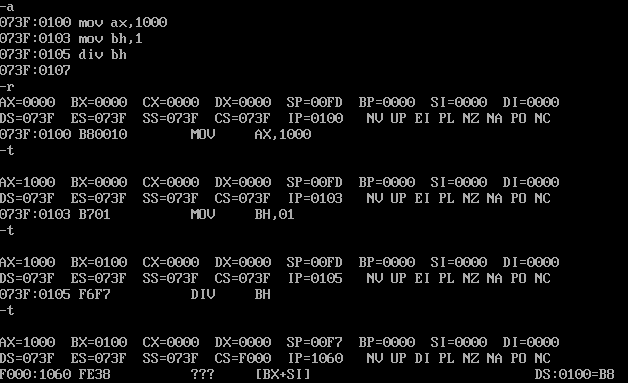 -a
073F:0100 mov ax,1000
073F:0103 mov bh,1
073F:0105 div bh
073F:0107
-r
AX=0000  BX=0000  CX=0000  DX=0000  SP=00FD  BP=0000  SI=0000  DI=0000
DS=073F  ES=073F  SS=073F  CS=073F  IP=0100   NV UP EI PL NZ NA PO NC
073F:0100 B80010        MOV     AX,1000
-t
AX=1000  BX=0000  CX=0000  DX=0000  SP=00FD  BP=0000  SI=0000  DI=0000
DS=073F  ES=073F  SS=073F  CS=073F  IP=0103   NV UP EI PL NZ NA PO NC
073F:0103 B701          MOV     BH,01
-t
AX=1000  BX=0100  CX=0000  DX=0000  SP=00FD  BP=0000  SI=0000  DI=0000
DS=073F  ES=073F  SS=073F  CS=073F  IP=0105   NV UP EI PL NZ NA PO NC
073F:0105 F6F7          DIV     BH
-t
AX=1000  BX=0100  CX=0000  DX=0000  SP=00F7  BP=0000  SI=0000  DI=0000
DS=073F  ES=073F  SS=073F  CS=F000  IP=1060   NV UP DI PL NZ NA PO NC
F000:1060 FE38          ???     [BX+SI]                            DS:0100=B8